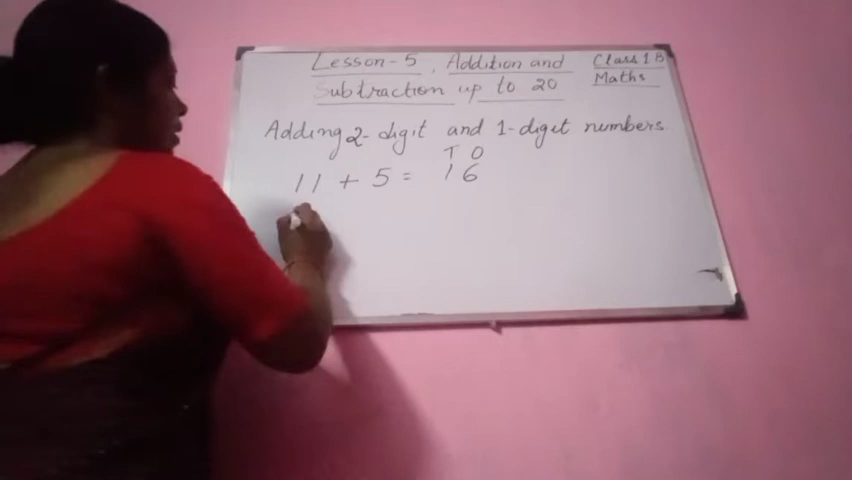 Lesson-5, Addition and
Subtraction up to 20
Class 1 B
Maths
Adding 2-digit and 1-digit numbers.
T O
11 + 5 = 16